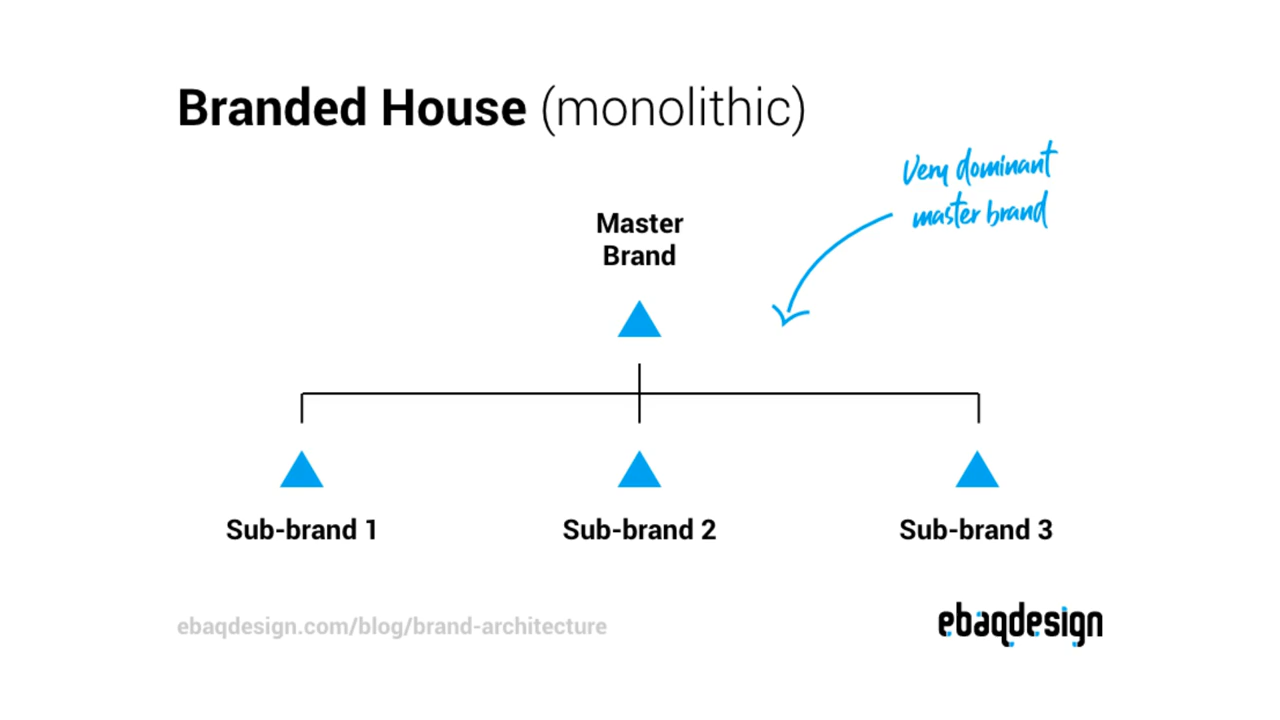 Branded House (monolithic)
Very dominant
master brand
Master
Brand
Sub-brand 1
Sub-brand 2
Sub-brand 3
ebaqdesign.com/blog/brand-architecture
ebaqdesign